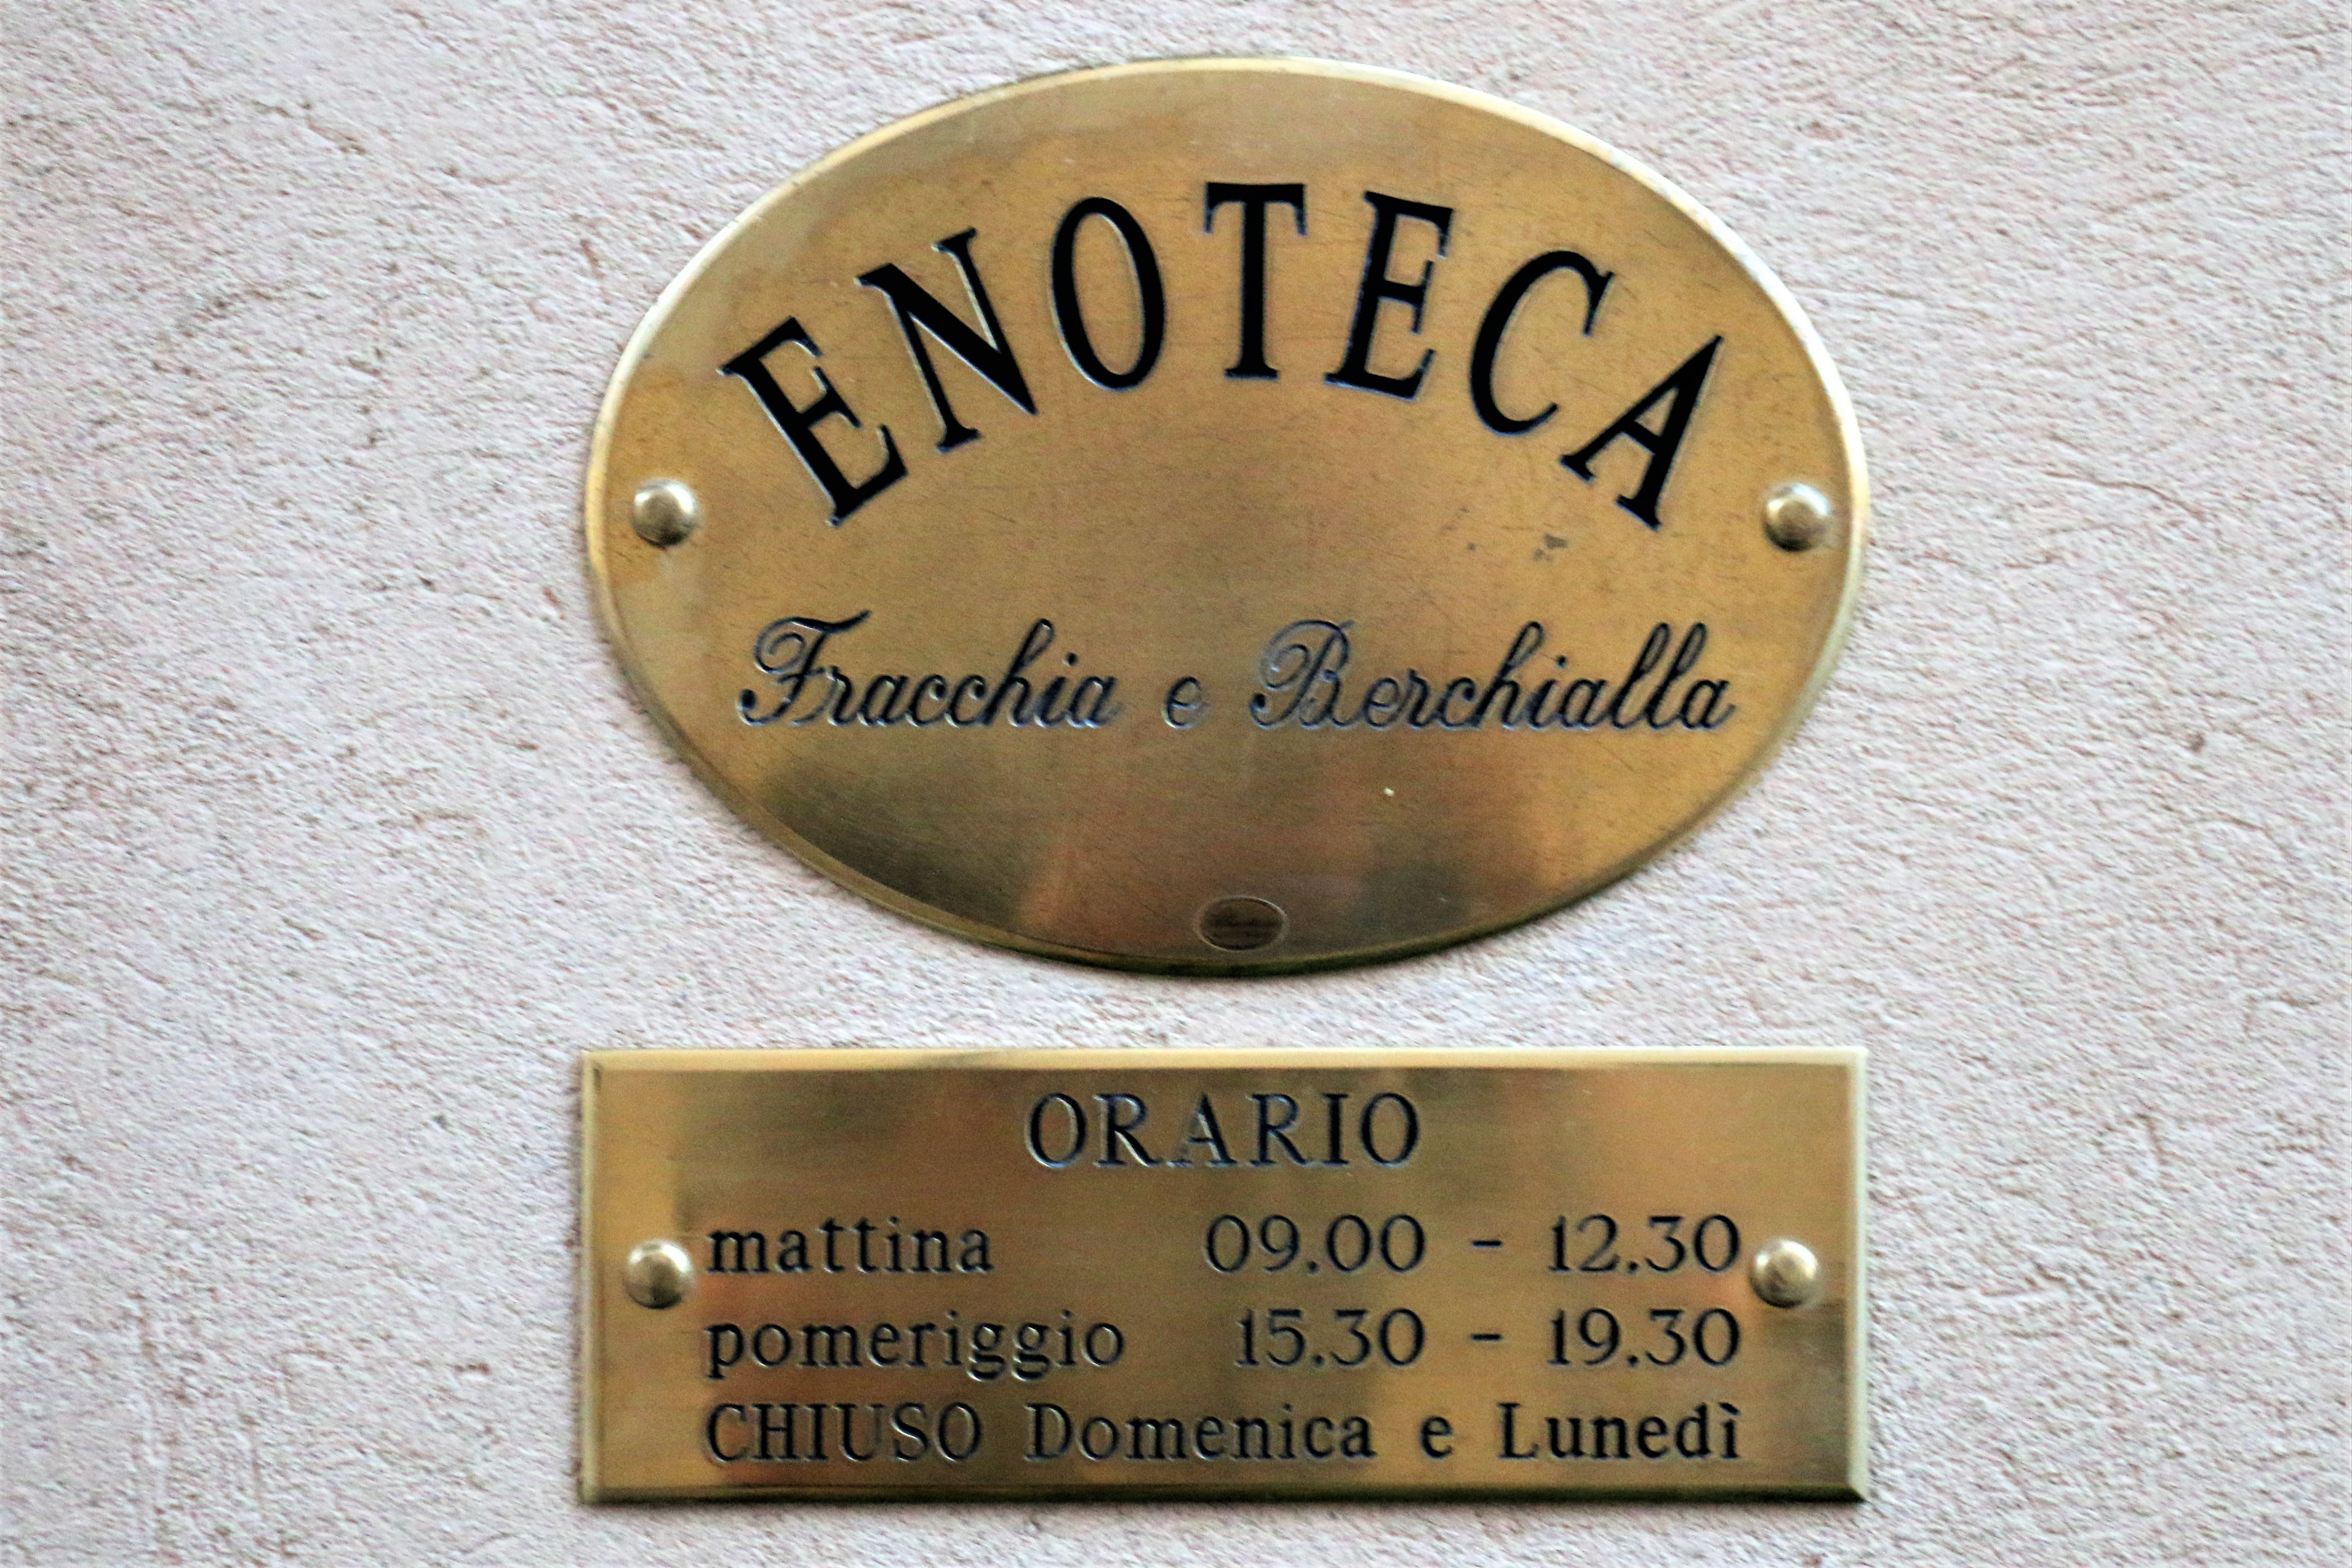 ENOTECA
Fracchia e Berchialla
ORARIO
mattina 09.00 - 12.30
pomeriggio 15.30 - 19.30
CHIUSO Domenica e Lunedì